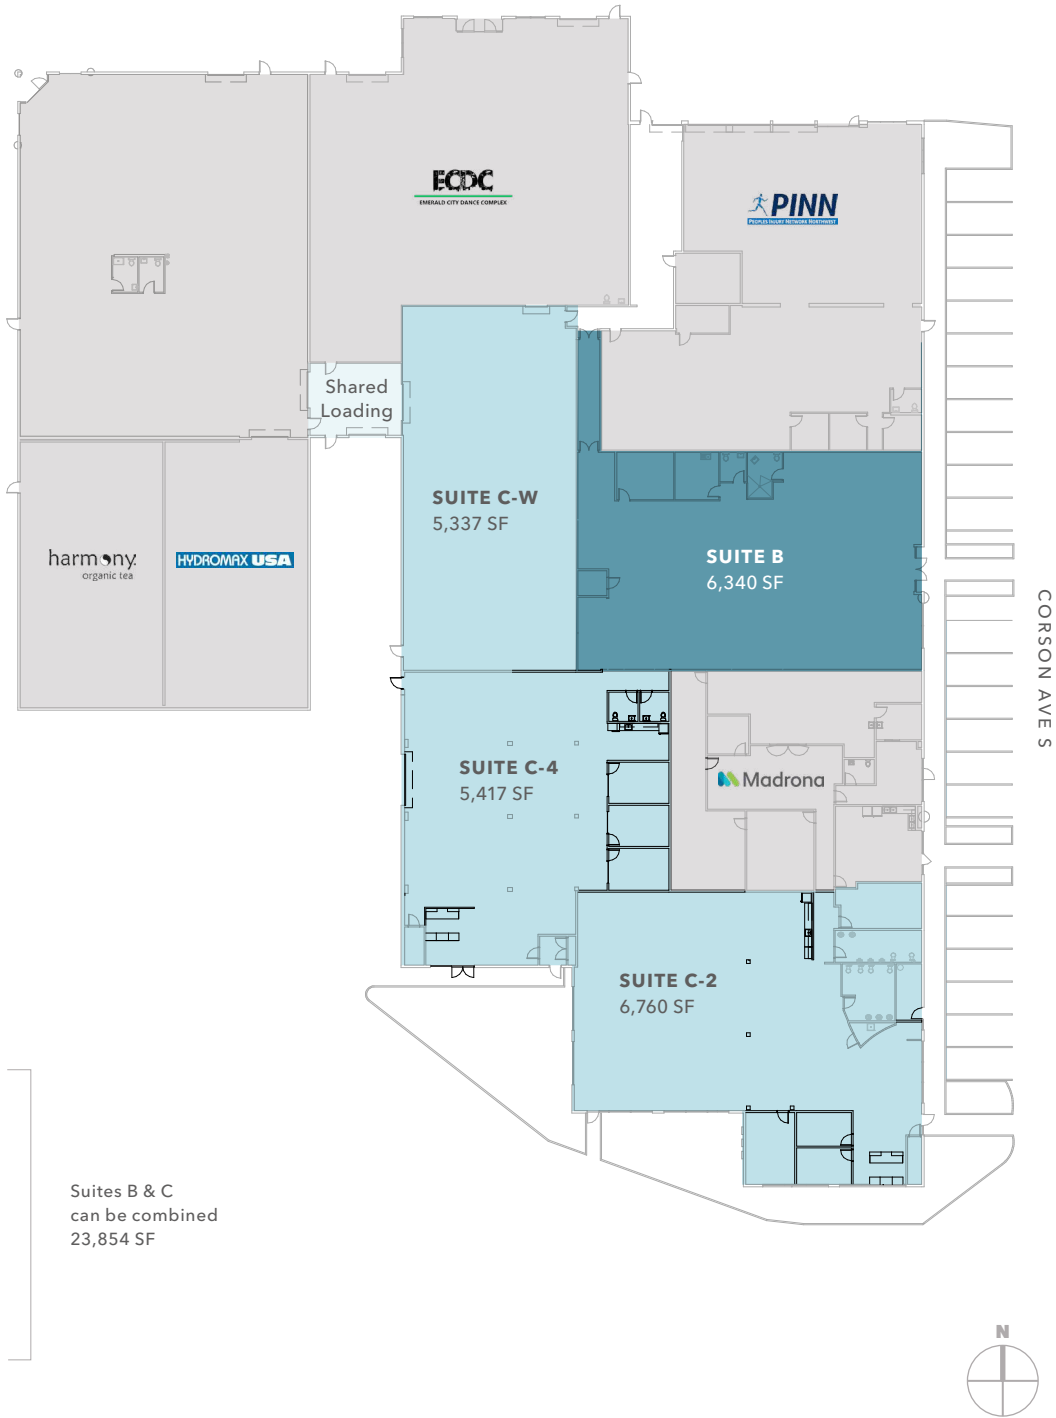 ECDC
EMERALD CITY DANCE COMPLEX
PINN
PEOPLES INJURY NETWORK NORTHWEST
Shared
Loading
SUITE C-W
5,337 SF
SUITE B
6,340 SF
harmony.
organic tea
HYDROMAX USA
CORSON AVE S
SUITE C-4
5,417 SF
Madrona
SUITE C-2
6,760 SF
Suites B & C
can be combined
23,854 SF
N